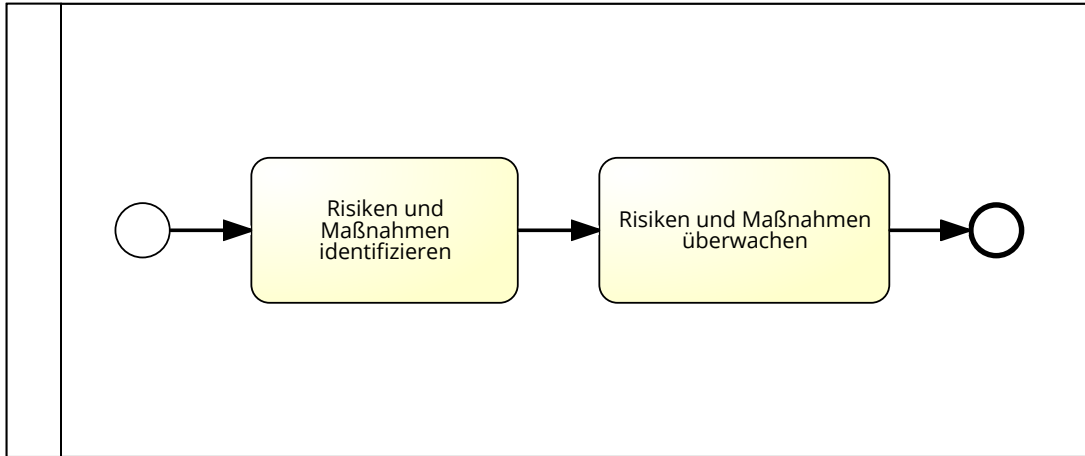 Risiken und
Maßnahmen
identifizieren
Risiken und Maßnahmen
überwachen